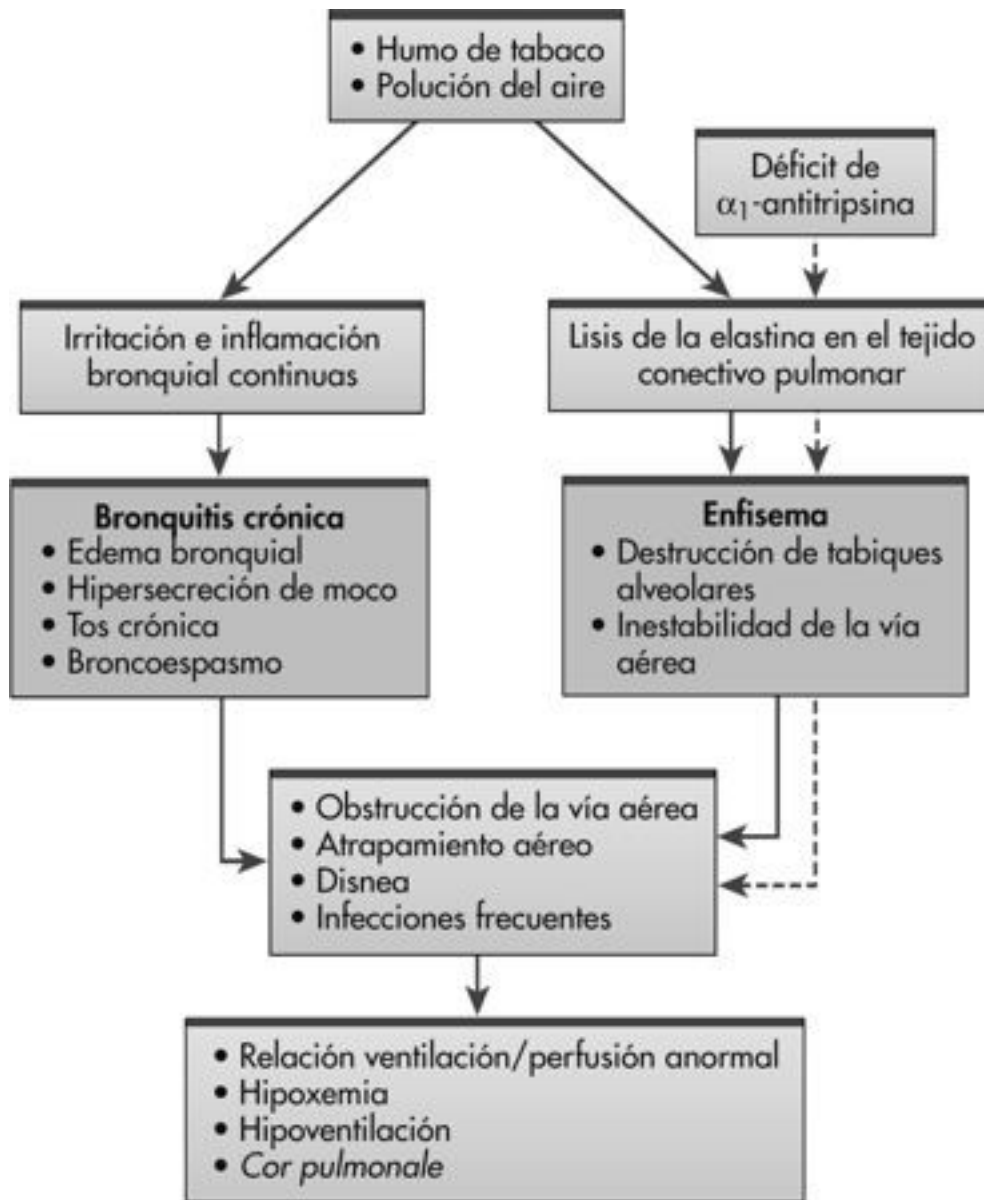 • Humo de tabaco
• Polución del aire
Déficit de
α₁-antitripsina
Irritación e inflamación
bronquial continuas
Lisis de la elastina en el tejido
conectivo pulmonar
Bronquitis crónica
• Edema bronquial
• Hipersecreción de moco
• Tos crónica
• Broncoespasmo
Enfisema
• Destrucción de tabiques
alveolares
• Inestabilidad de la vía
aérea
• Obstrucción de la vía aérea
• Atrapamiento aéreo
• Disnea
• Infecciones frecuentes
• Relación ventilación/perfusión anormal
• Hipoxemia
• Hipoventilación
• Cor pulmonale